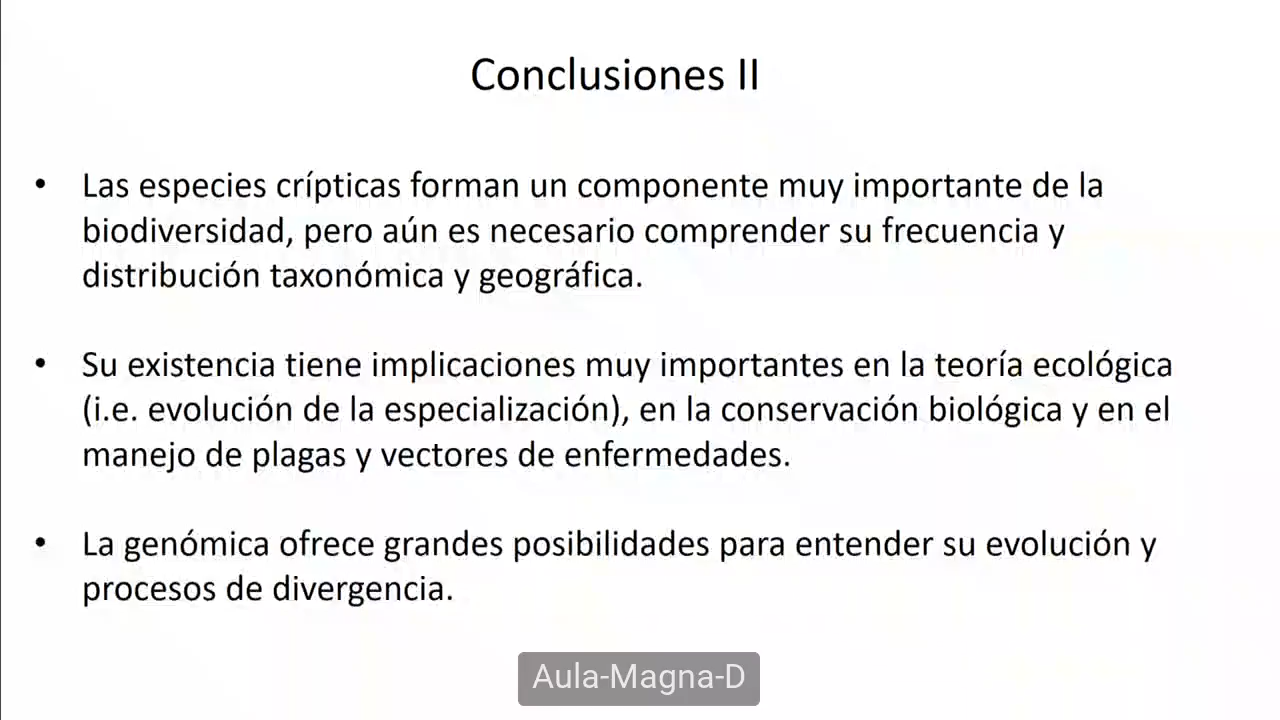 Conclusiones II
• Las especies crípticas forman un componente muy importante de la
biodiversidad, pero aún es necesario comprender su frecuencia y
distribución taxonómica y geográfica.
• Su existencia tiene implicaciones muy importantes en la teoría ecológica
(i.e. evolución de la especialización), en la conservación biológica y en el
manejo de plagas y vectores de enfermedades.
• La genómica ofrece grandes posibilidades para entender su evolución y
procesos de divergencia.
Aula-Magna-D